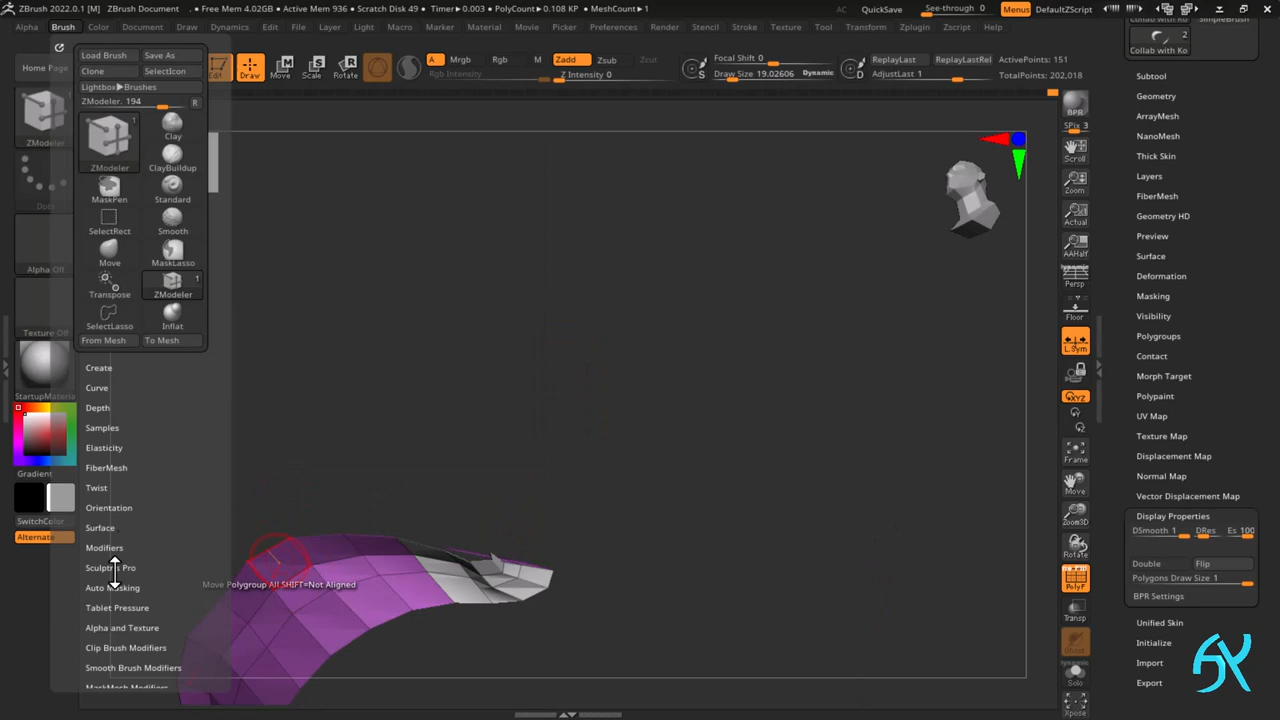 ZBrush 2022.0.1 [M] ZBrush Document . • Free Mem 4.02GB • Active Mem 936 • Scratch Disk 49 • Timer▸0.003 • PolyCount▸0.108 KP • MeshCount▸1
QuickSave
See-through 0
Menus
DefaultZScript
Alpha
Brush
Color
Document
Draw
Dynamics
Edit
File
Layer
Light
Macro
Marker
Material
Movie
Picker
Preferences
Render
Stencil
Stroke
Texture
Tool
Transform
Zplugin
Zscript
Help
Home Page
Load Brush
Save As
Clone
SelectIcon
Lightbox▸Brushes
ZModeler. 194
R
Edit
Draw
Move
Scale
Rotate
A
Mrgb
Rgb
M
Rgb Intensity
Zadd
Zsub
Zcut
Z Intensity 0
S
Focal Shift 0
Draw Size 19.02606
Dynamic
D
ReplayLast
ReplayLastRel
AdjustLast 1
ActivePoints: 151
TotalPoints: 202,018
ZModeler
Dots
Alpha Off
Texture Off
StartupMateria
Gradient
SwitchColor
Alternate
1
ZModeler
Clay
ClayBuildup
MaskPen
Standard
SelectRect
Smooth
Move
MaskLasso
Transpose
1
ZModeler
SelectLasso
Inflat
From Mesh
To Mesh
Create
Curve
Depth
Samples
Elasticity
FiberMesh
Twist
Orientation
Surface
Modifiers
Auto Masking
Tablet Pressure
Alpha and Texture
Clip Brush Modifiers
Smooth Brush Modifiers
MaskMesh Modifiers
Move Polygroup All SHIFT=Not Aligned
BPR
SPix 3
Scroll
Zoom
Actual
AAHalf
Dynamic
Persp
Floor
L.Sym
XYZ
Y
Z
Frame
Move
Zoom3D
Rotate
PolyF
Transp
Ghost
Dynamic
Solo
Xpose
SimpleBrush
2
Collab with Ko
Subtool
Geometry
ArrayMesh
NanoMesh
Thick Skin
Layers
FiberMesh
Geometry HD
Preview
Surface
Deformation
Masking
Visibility
Polygroups
Contact
Morph Target
Polypaint
UV Map
Texture Map
Displacement Map
Normal Map
Vector Displacement Map
Display Properties
DSmooth 1
DRes
Es 100
Double
Flip
Polygons Draw Size 1
BPR Settings
Unified Skin
Initialize
Import
Export